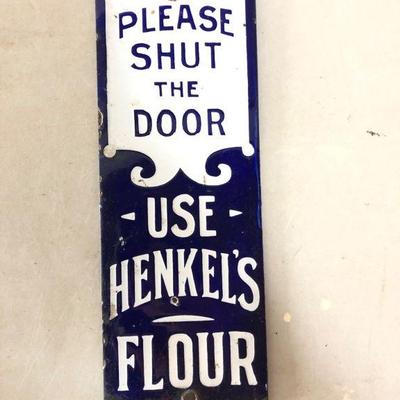 PLEASE
SHUT
THE
DOOR
- USE -
HENKEL'S
FLOUR